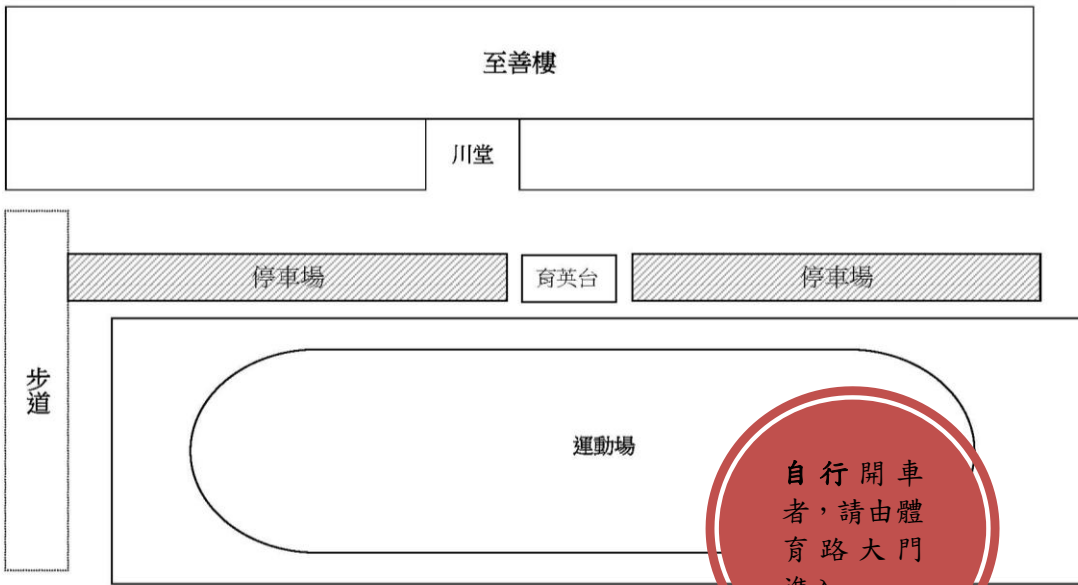 至善樓
川堂
停車場
育英台
停車場
步道
運動場
自行開車
者，請由體
育路大門